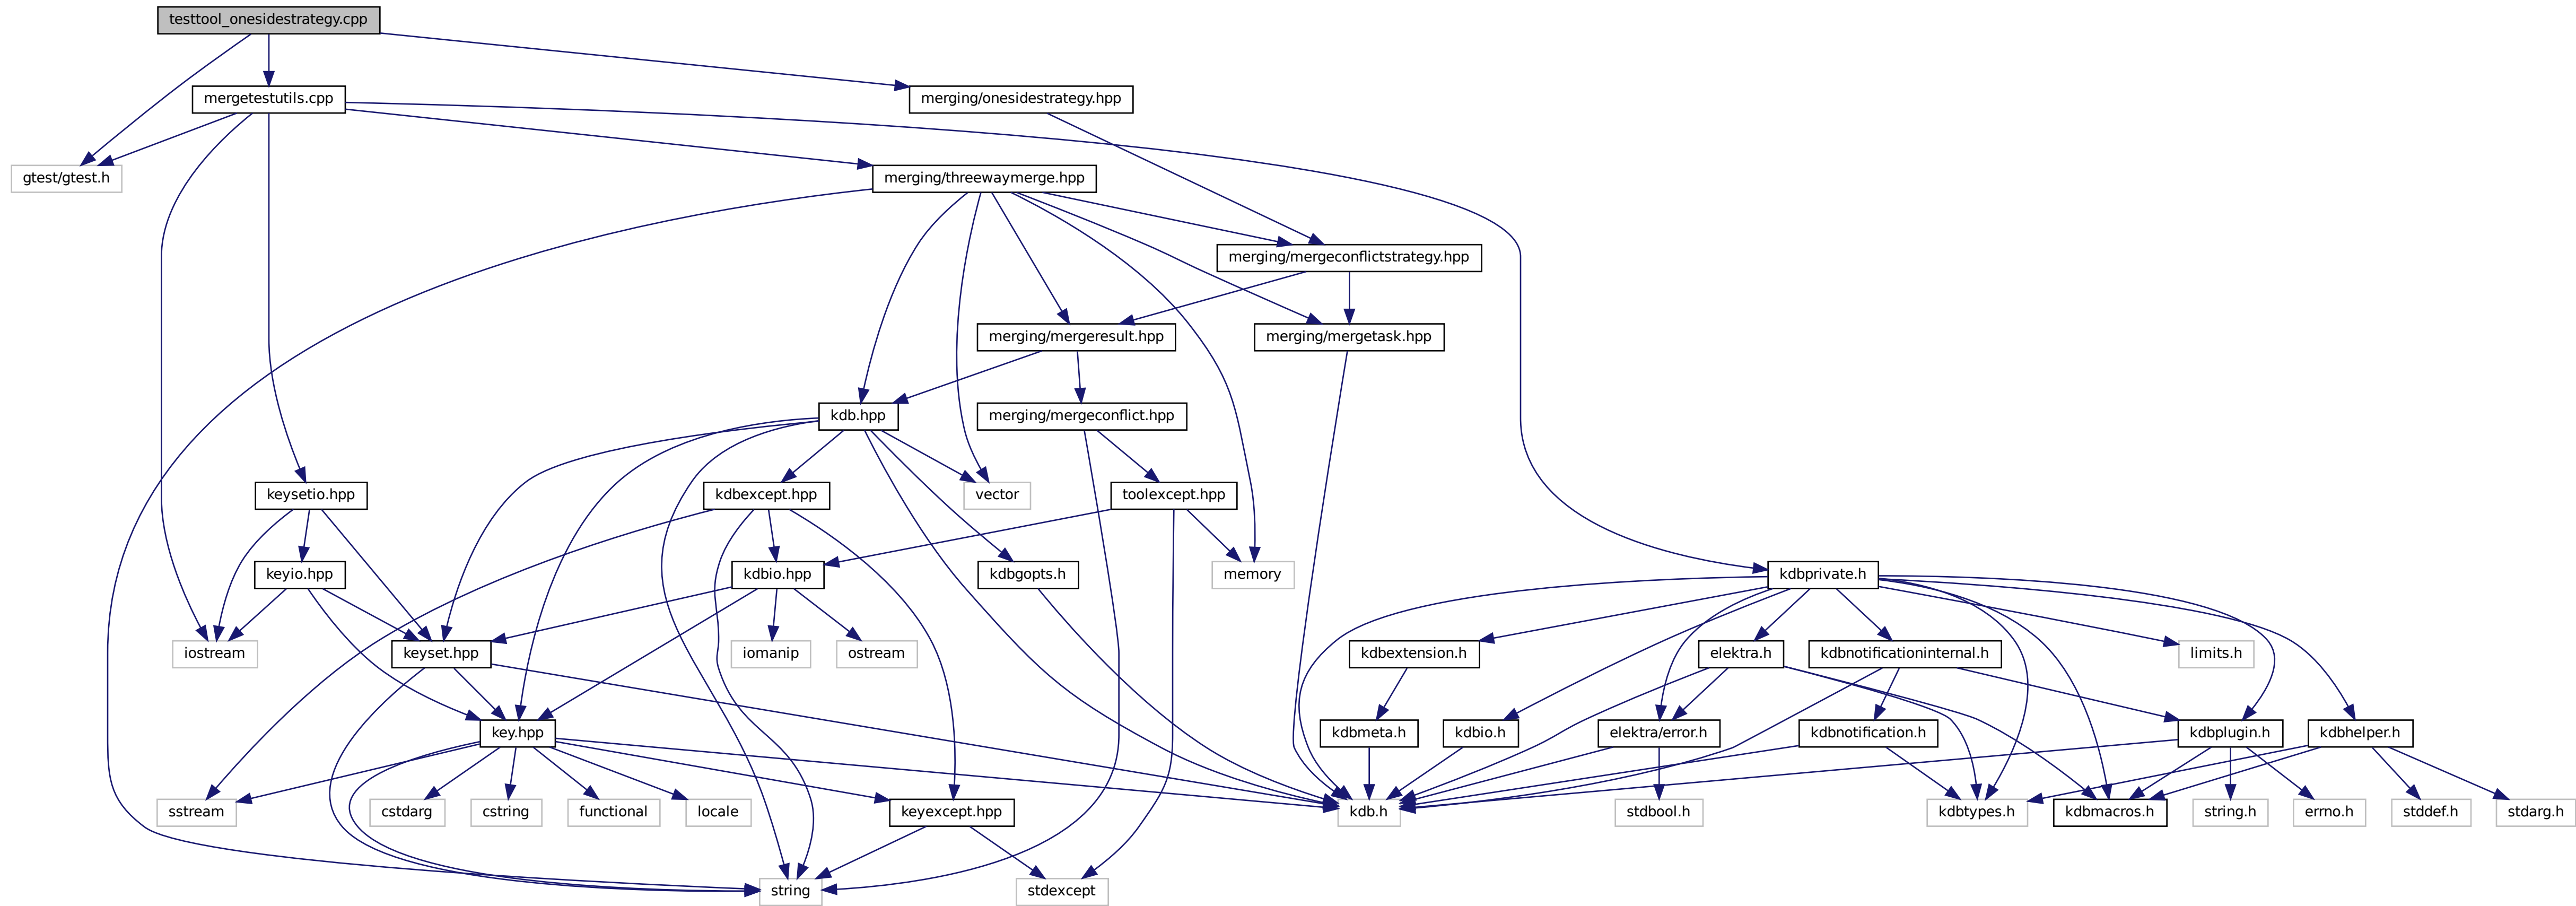 testtool_onesidestrategy.cpp
mergetestutils.cpp
merging/onesidestrategy.hpp
gtest/gtest.h
merging/threewaymerge.hpp
merging/mergeconflictstrategy.hpp
merging/mergeresult.hpp
merging/mergetask.hpp
kdb.hpp
merging/mergeconflict.hpp
keysetio.hpp
kdbexcept.hpp
vector
toolexcept.hpp
keyio.hpp
kdbio.hpp
kdbgopts.h
memory
kdbprivate.h
iostream
keyset.hpp
iomanip
ostream
kdbextension.h
elektra.h
kdbnotificationinternal.h
limits.h
key.hpp
kdbmeta.h
kdbio.h
elektra/error.h
kdbnotification.h
kdbplugin.h
kdbhelper.h
sstream
cstdarg
cstring
functional
locale
keyexcept.hpp
kdb.h
stdbool.h
kdbtypes.h
kdbmacros.h
string.h
errno.h
stddef.h
stdarg.h
string
stdexcept